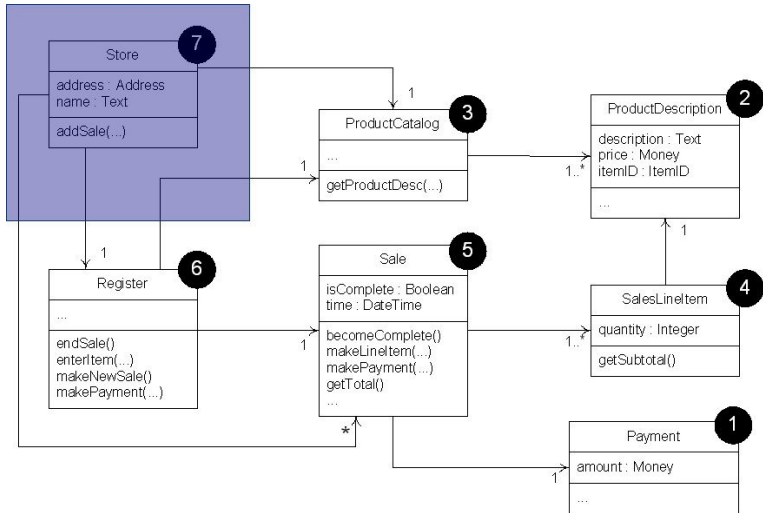 7
Store
address : Address
name : Text
addSale(...)
1
3
ProductCatalog
...
getProductDesc(...)
1
1..*
2
ProductDescription
description : Text
price : Money
itemID : ItemID
...
1
1
6
Register
...
endSale()
enterItem(...)
makeNewSale()
makePayment(...)
1
5
Sale
isComplete : Boolean
time : DateTime
becomeComplete()
makeLineItem(...)
makePayment(...)
getTotal()
...
*
1..*
4
SalesLineItem
quantity : Integer
getSubtotal()
1
1
Payment
amount : Money
...